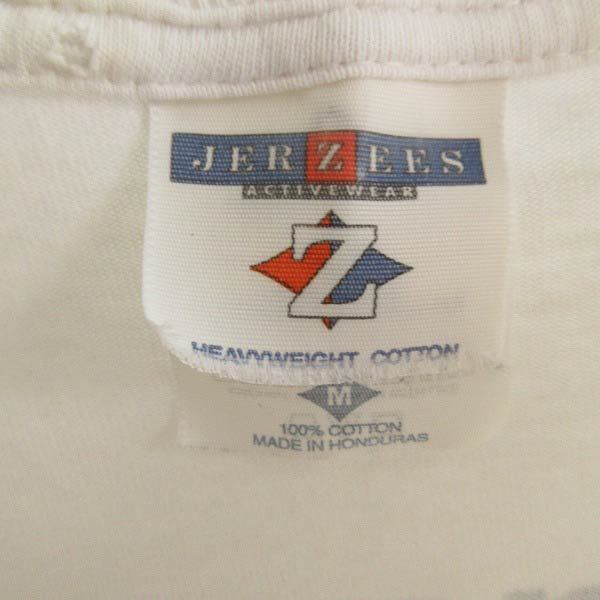 JERZEES
ACTIVEWEAR
Z
HEAVYWEIGHT COTTON
M
100% COTTON
MADE IN HONDURAS